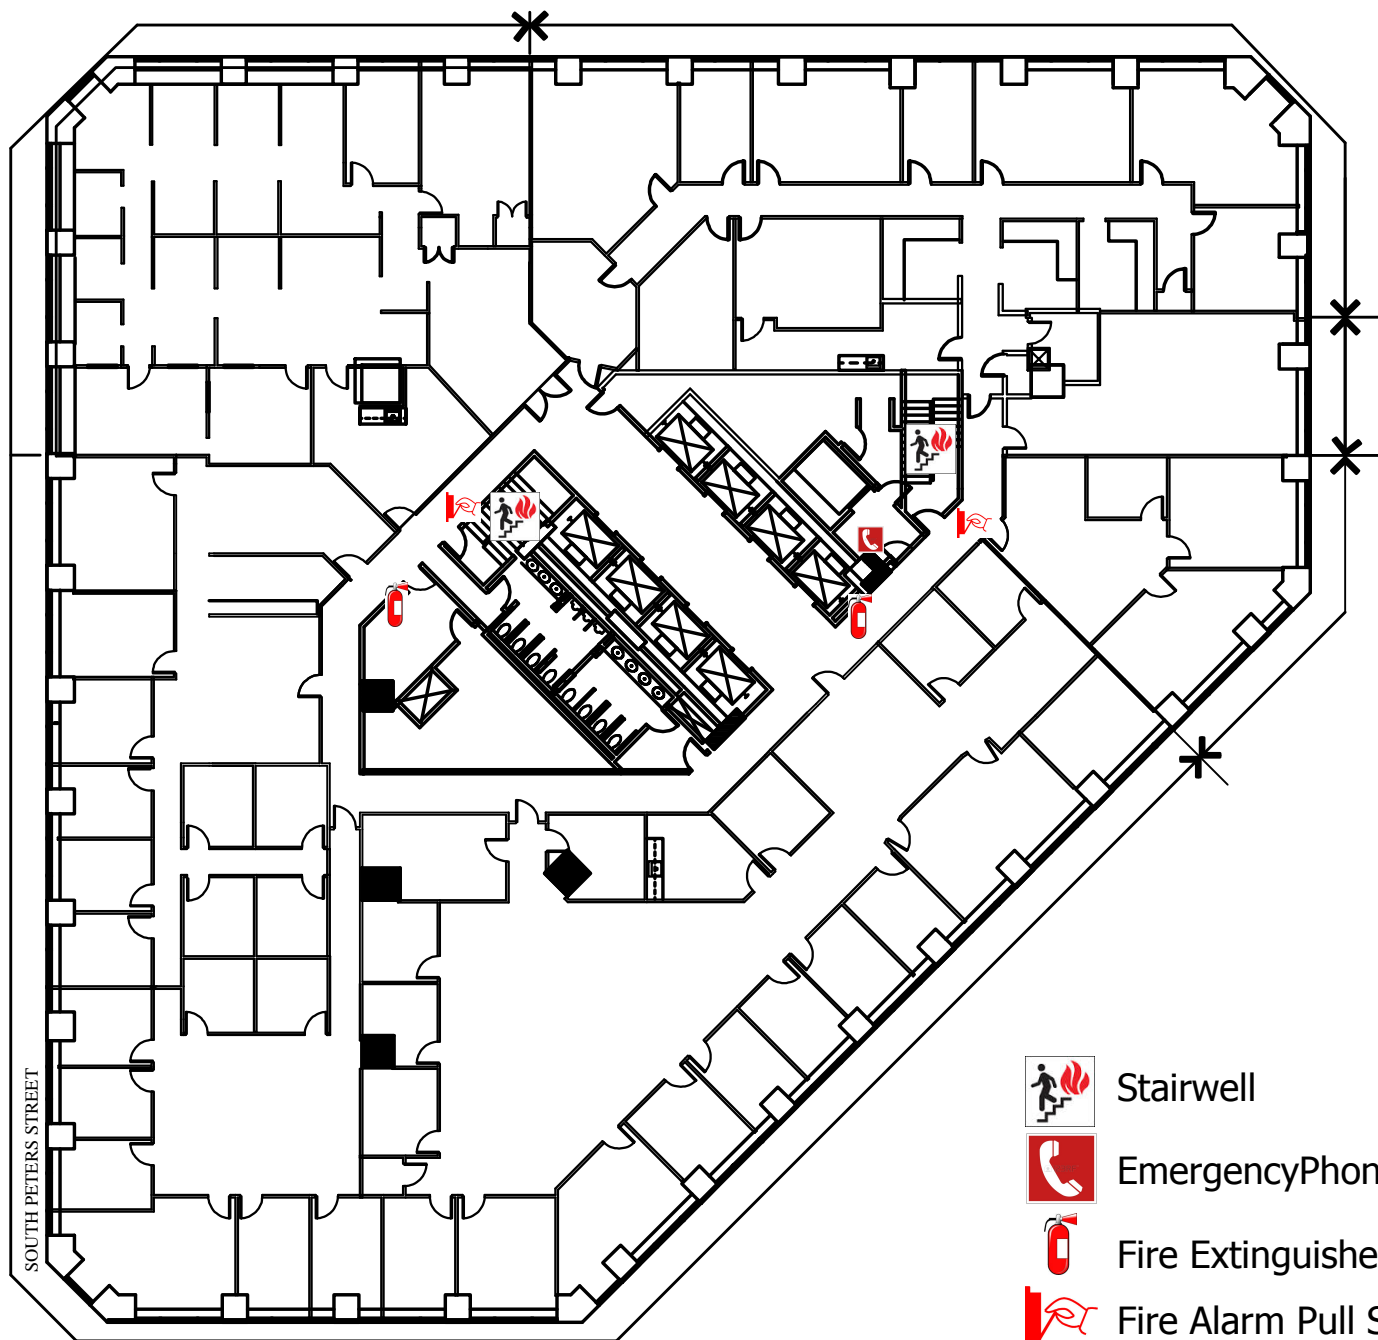 SOUTH PETERS STREET
Stairwell
EmergencyPhon
Fire Extinguishe
Fire Alarm Pull S